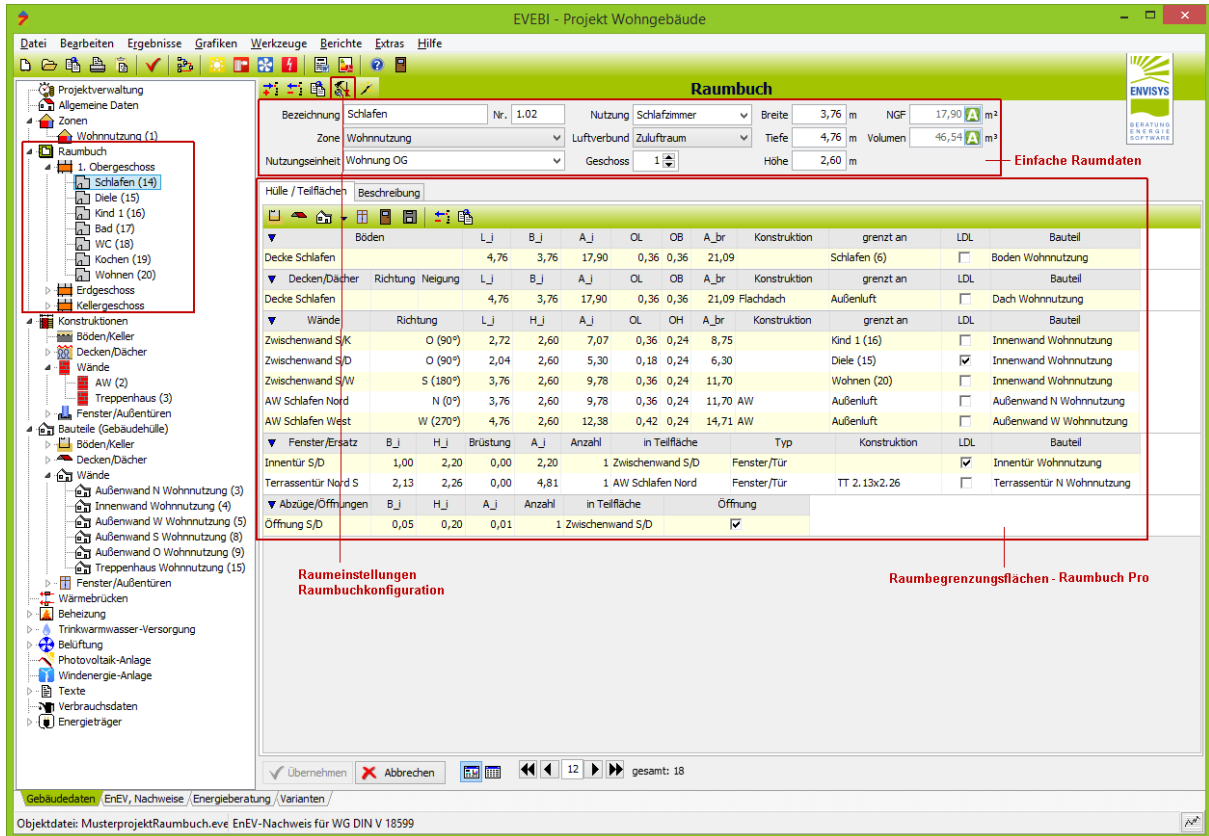 EVEBI - Projekt Wohngebäude
Datei Bearbeiten Ergebnisse Grafiken Werkzeuge Berichte Extras Hilfe
ENVISYS
BERATUNG
ENERGIE
SOFTWARE
Projektverwaltung
Allgemeine Daten
Zonen
Wohnnutzung (1)
Raumbuch
1. Obergeschoss
Schlafen (14)
Diele (15)
Kind 1 (16)
Bad (17)
WC (18)
Kochen (19)
Wohnen (20)
Erdgeschoss
Kellergeschoss
Konstruktionen
Böden/Keller
Decken/Dächer
Wände
AW (2)
Treppenhaus (3)
Fenster/Außentüren
Bauteile (Gebäudehülle)
Böden/Keller
Decken/Dächer
Wände
Außenwand N Wohnnutzung (3)
Innenwand Wohnnutzung (4)
Außenwand W Wohnnutzung (5)
Außenwand S Wohnnutzung (8)
Außenwand O Wohnnutzung (9)
Treppenhaus Wohnnutzung (15)
Fenster/Außentüren
Wärmebrücken
Beheizung
Trinkwarmwasser-Versorgung
Belüftung
Photovoltaik-Anlage
Windenergie-Anlage
Texte
Verbrauchsdaten
Energieträger
Raumbuch
Bezeichnung Schlafen Nr. 1.02 Nutzung Schlafzimmer Breite 3,76 m NGF 17,90 A m²
Zone Wohnnutzung Luftverbund Zuluftraum Tiefe 4,76 m Volumen 46,54 A m³
Nutzungseinheit Wohnung OG Geschoss 1 Höhe 2,60 m
Einfache Raumdaten
Hülle / Teilflächen Beschreibung
Böden L_i B_i A_i OL OB A_br Konstruktion grenzt an LDL Bauteil
Decke Schlafen 4,76 3,76 17,90 0,36 0,36 21,09 Schlafen (6) Boden Wohnnutzung
Decken/Dächer Richtung Neigung L_i B_i A_i OL OB A_br Konstruktion grenzt an LDL Bauteil
Decke Schlafen 4,76 3,76 17,90 0,36 0,36 21,09 Flachdach Außenluft Dach Wohnnutzung
Wände Richtung L_i H_i A_i OL OH A_br Konstruktion grenzt an LDL Bauteil
Zwischenwand S/K O (90°) 2,72 2,60 7,07 0,36 0,24 8,75 Kind 1 (16) Innenwand Wohnnutzung
Zwischenwand S/D O (90°) 2,04 2,60 5,30 0,18 0,24 6,30 Diele (15) Innenwand Wohnnutzung
Zwischenwand S/W S (180°) 3,76 2,60 9,78 0,36 0,24 11,70 Wohnen (20) Innenwand Wohnnutzung
AW Schlafen Nord N (0°) 3,76 2,60 9,78 0,36 0,24 11,70 AW Außenluft Außenwand N Wohnnutzung
AW Schlafen West W (270°) 4,76 2,60 12,38 0,42 0,24 14,71 AW Außenluft Außenwand W Wohnnutzung
Fenster/Ersatz B_i H_i Brüstung A_i Anzahl in Teilfläche Typ Konstruktion LDL Bauteil
Innentür S/D 1,00 2,20 0,00 2,20 1 Zwischenwand S/D Fenster/Tür Innentür Wohnnutzung
Terrassentür Nord S 2,13 2,26 0,00 4,81 1 AW Schlafen Nord Fenster/Tür TT 2.13x2.26 Terrassentür N Wohnnutzung
Abzüge/Öffnungen B_i H_i A_i Anzahl in Teilfläche Öffnung
Öffnung S/D 0,05 0,20 0,01 1 Zwischenwand S/D
Raumeinstellungen
Raumbuchkonfiguration
Raumbegrenzungsflächen - Raumbuch Pro
Übernehmen Abbrechen 12 gesamt: 18
Gebäudedaten EnEV, Nachweise Energieberatung Varianten
Objektdatei: MusterprojektRaumbuch.eve EnEV-Nachweis für WG DIN V 18599